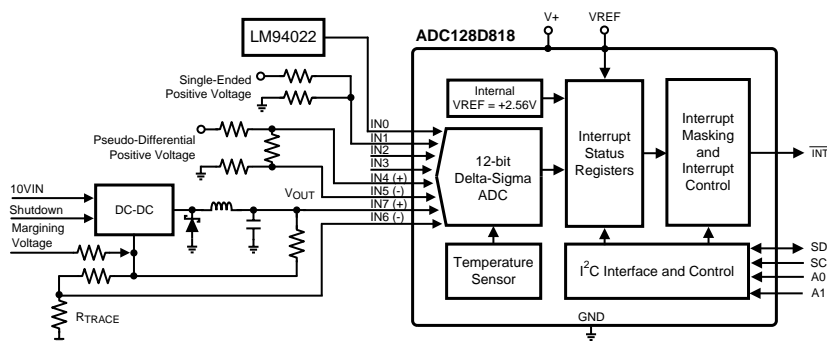 V+
VREF
LM94022
ADC128D818
Single-Ended
Positive Voltage
Internal
VREF = +2.56V
Interrupt
Status
Registers
Interrupt
Masking
and
Interrupt
Control
INT
Pseudo-Differential
Positive Voltage
IN0
IN1
IN2
IN3
IN4 (+)
IN5 (-)
IN7 (+)
IN6 (-)
12-bit
Delta-Sigma
ADC
10VIN
Shutdown
Margining
Voltage
DC-DC
VOUT
Temperature
Sensor
I2C Interface and Control
SD
SC
A0
A1
RTRACE
GND